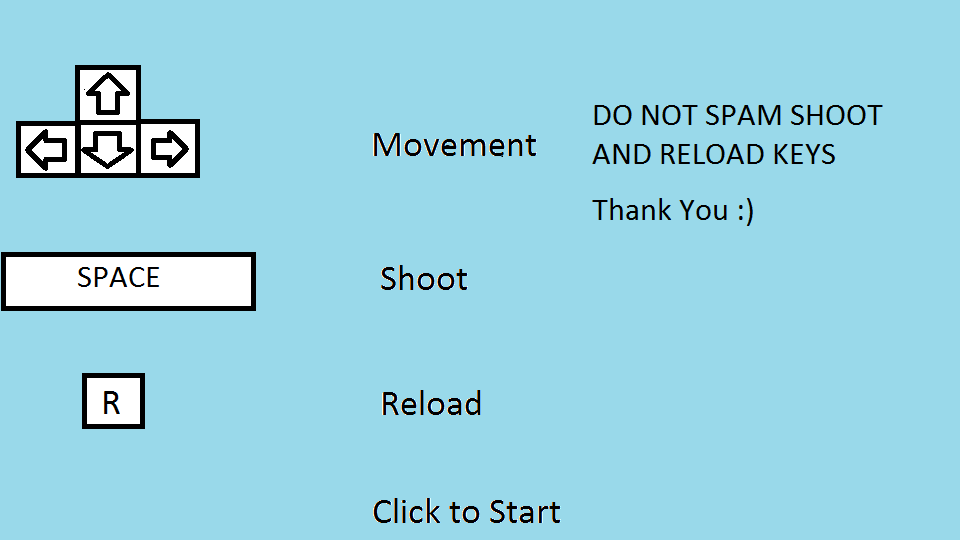 Movement
DO NOT SPAM SHOOT
AND RELOAD KEYS
Thank You :)
SPACE
Shoot
R
Reload
Click to Start